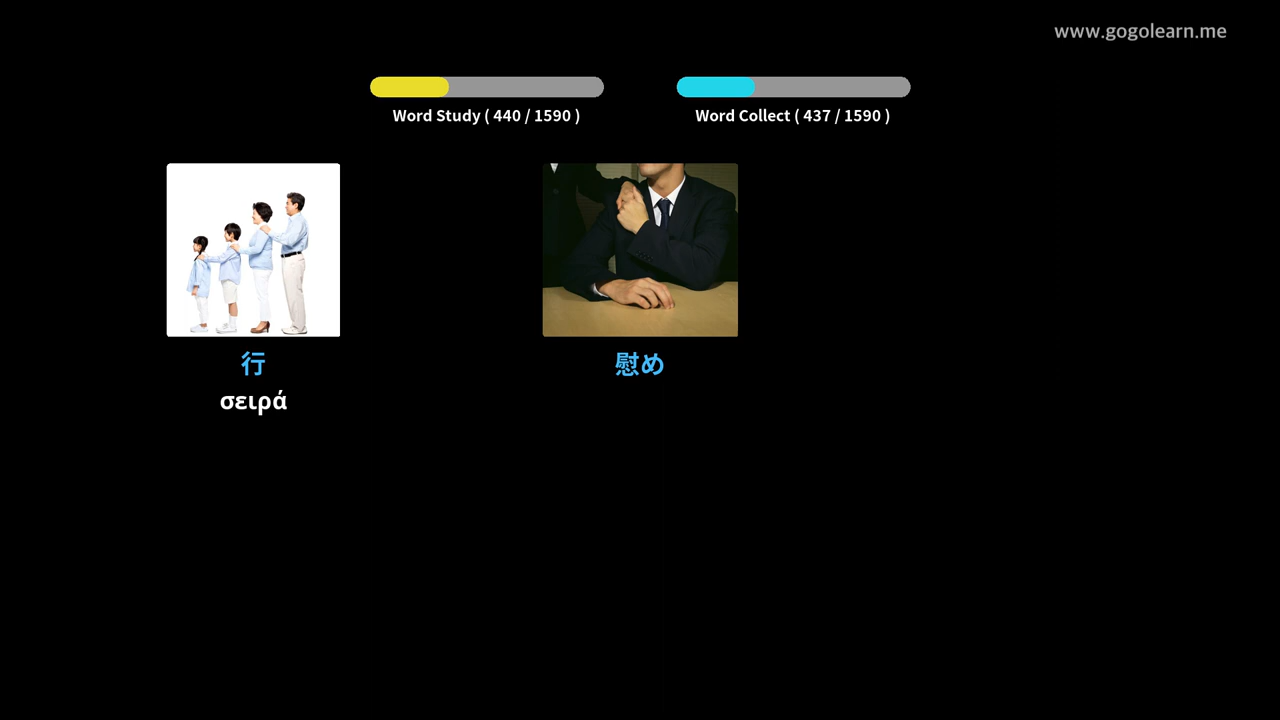 www.gogolearn.me
Word Study ( 440 / 1590 )
Word Collect ( 437 / 1590 )
行
σειρά
慰め